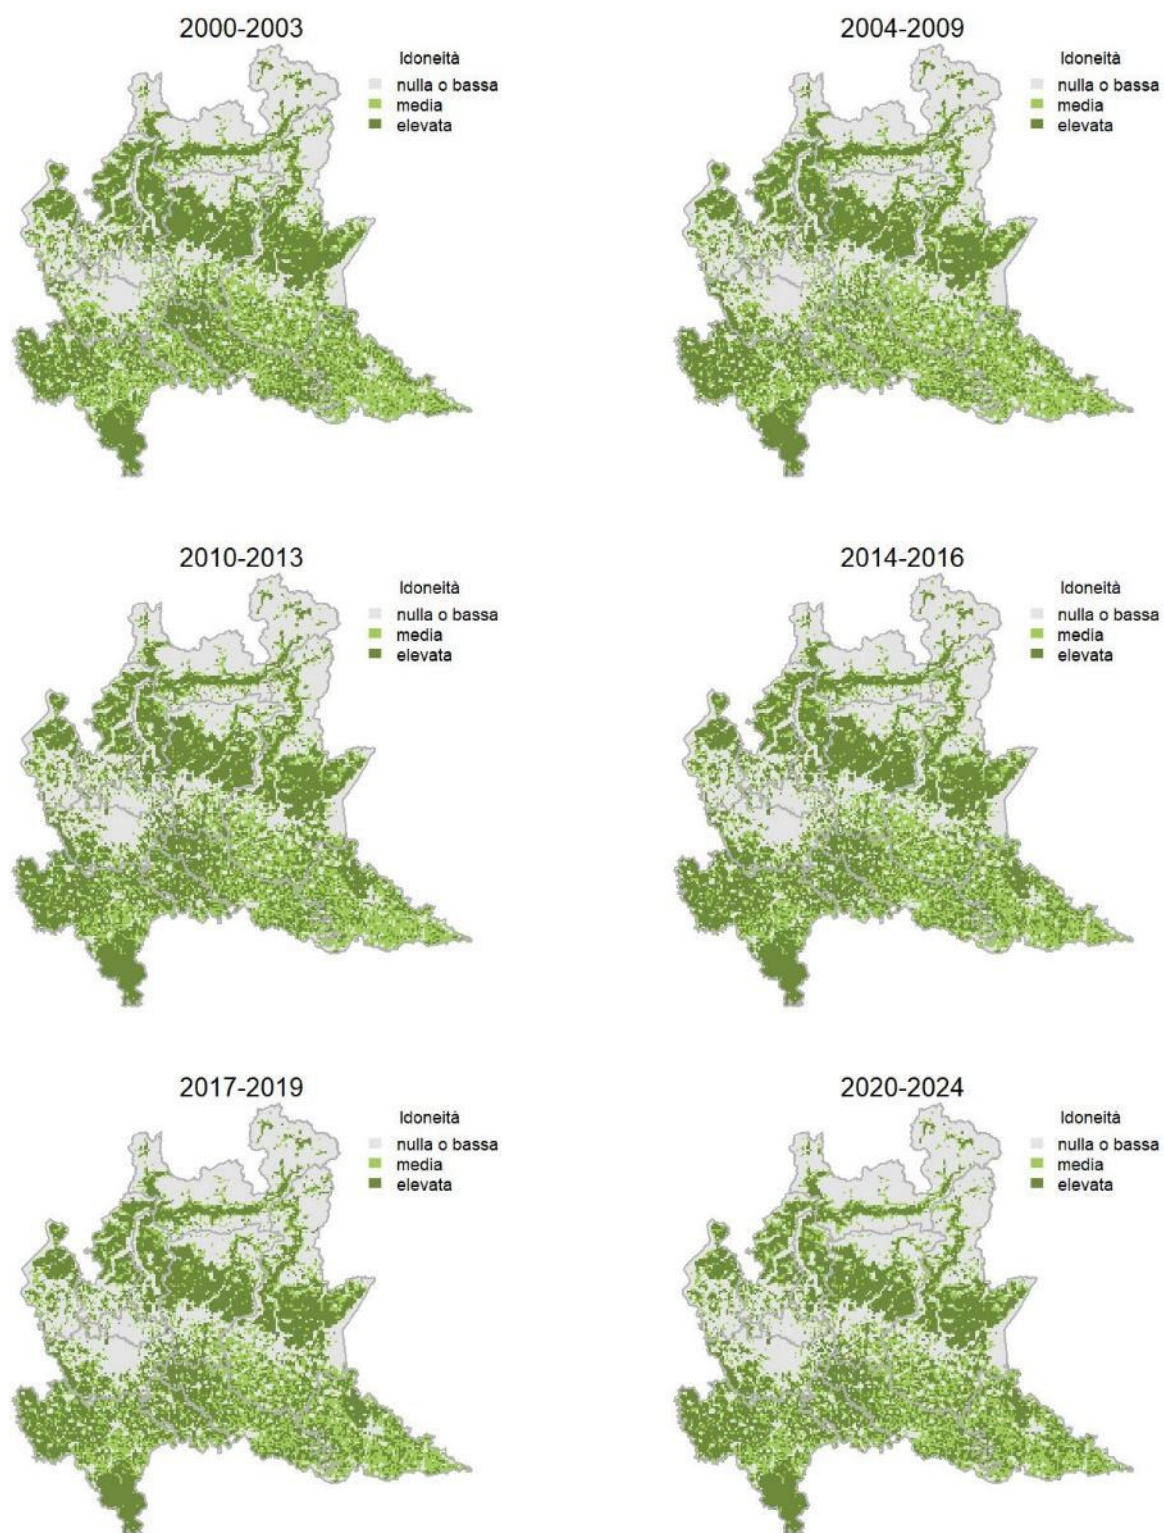 2000-2003
Idoneità
nulla o bassa
media
elevata
2004-2009
Idoneità
nulla o bassa
media
elevata
2010-2013
Idoneità
nulla o bassa
media
elevata
2014-2016
Idoneità
nulla o bassa
media
elevata
2017-2019
Idoneità
nulla o bassa
media
elevata
2020-2024
Idoneità
nulla o bassa
media
elevata